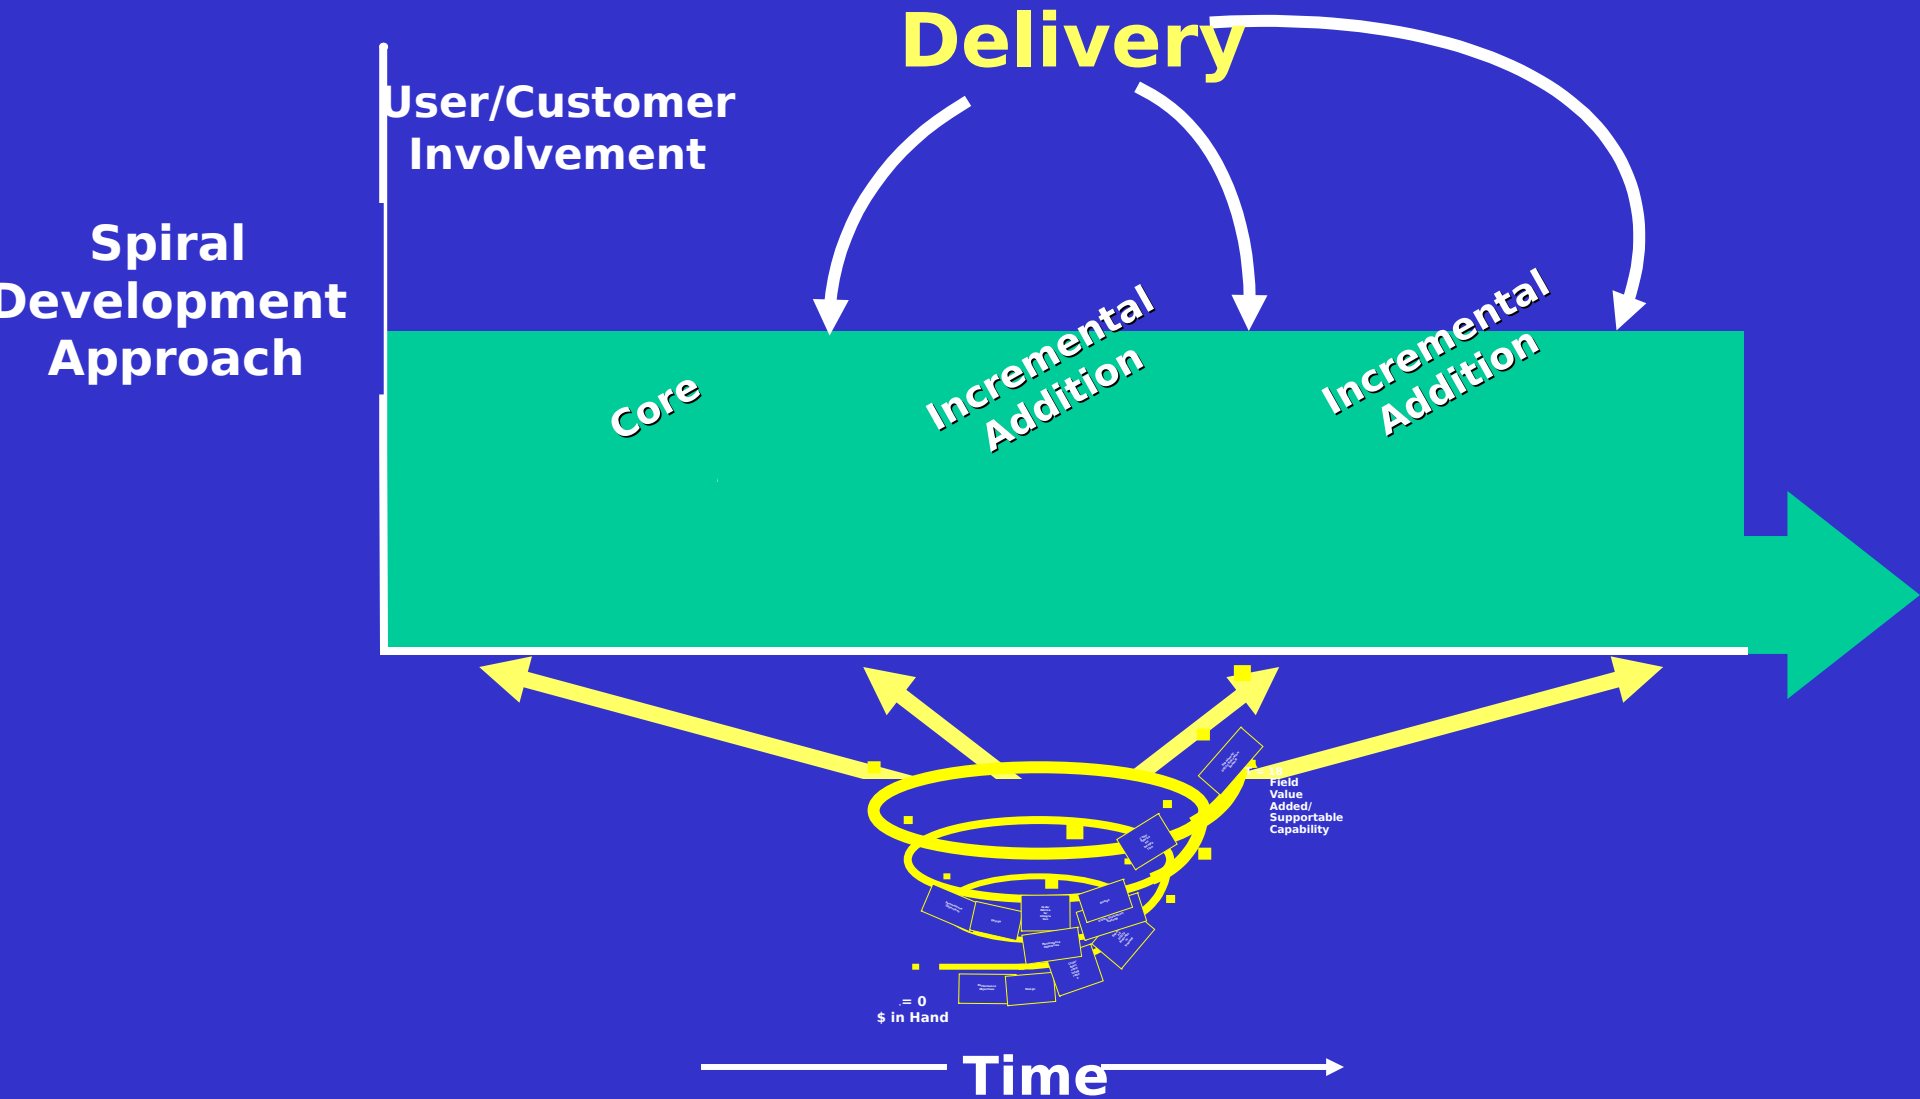 Delivery
User/Customer
Involvement
Spiral
Development
Approach
Core
Incremental
Addition
Incremental
Addition
= 18
Field
Value
Added/
Supportable
Capability
= 0
$ in Hand
Time